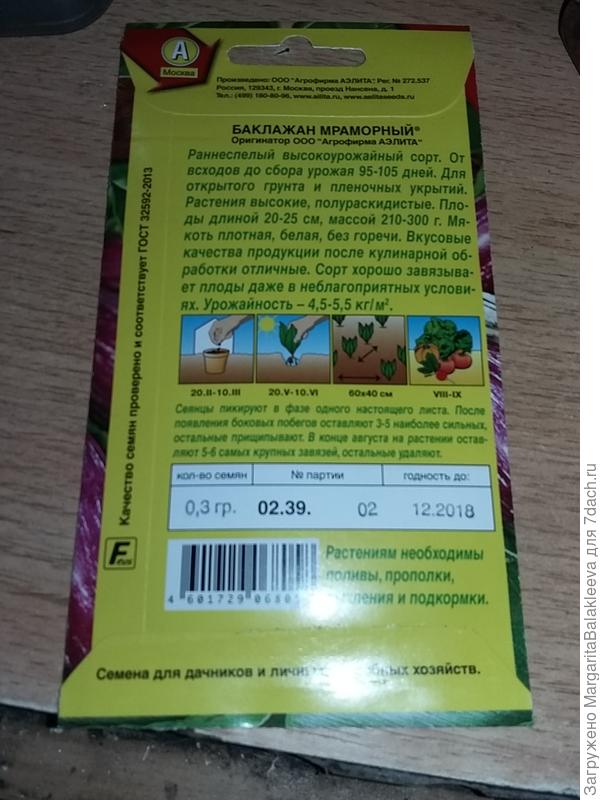 А
Москва
Произведено: ООО "Агрофирма АЭЛИТА". Рег. № 272.537
Россия, 129343, г. Москва, проезд Нансена, д. 1
Тел.: (499) 180-80-96, www.ailita.ru, www.aelitaseeds.ru
БАКЛАЖАН МРАМОРНЫЙ®
Оригинатор ООО "Агрофирма АЭЛИТА"
Раннеспелый высокоурожайный сорт. От
всходов до сбора урожая 95-105 дней. Для
открытого грунта и пленочных укрытий.
Растения высокие, полураскидистые. Пло-
ды длиной 20-25 см, массой 210-300 г. Мя-
коть плотная, белая, без горечи. Вкусовые
качества продукции после кулинарной об-
работки отличные. Сорт хорошо завязыва-
ет плоды даже в неблагоприятных услови-
ях. Урожайность – 4,5-5,5 кг/м².
20.II-10.III 20.V-10.VI 60x40 см VIII-IX
Сеянцы пикируют в фазе одного настоящего листа. После
появления боковых побегов оставляют 3-5 наиболее сильных,
остальные прищипывают. В конце августа на растении остав-
ляют 5-6 самых крупных завязей, остальные удаляют.
кол-во семян № партии годность до:
0,3 гр. 02.39. 02 12.2018
Растениям необходимы
поливы, прополки,
и подкормки.
4 601729 0680
Семена для дачников и хозяйств.
Качество семян проверено и соответствует ГОСТ 32592-2013
F
Загружено MargaritaBalakleeva для 7dach.ru